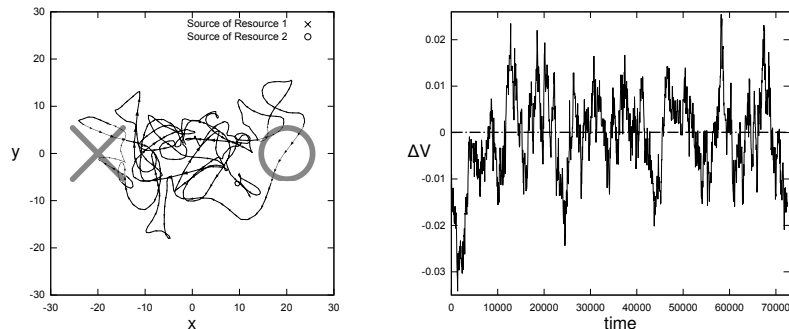 Source of Resource 1 ×
Source of Resource 2 o
30
20
10
0
-10
-20
-30
y
-30 -20 -10 0 10 20 30
x
0.02
0.01
0
-0.01
-0.02
-0.03
ΔV
0 10000 20000 30000 40000 50000 60000 70000
time